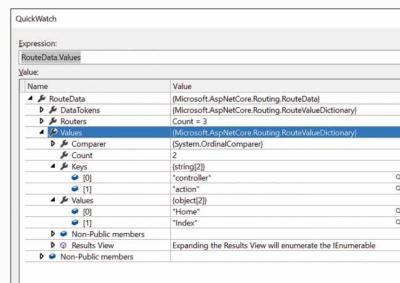 QuickWatch
Expression:
RouteData.Values
Value:
Name Value
RouteData {Microsoft.AspNetCore.Routing.RouteData}
DataTokens {Microsoft.AspNetCore.Routing.RouteValueDictionary}
Routers Count = 3
Values {Microsoft.AspNetCore.Routing.RouteValueDictionary}
Comparer {System.OrdinalComparer}
Count 2
Keys {string[2]}
[0] "controller"
[1] "action"
Values {object[2]}
[0] "Home"
[1] "Index"
Non-Public members
Results View Expanding the Results View will enumerate the IEnumerable
Non-Public members